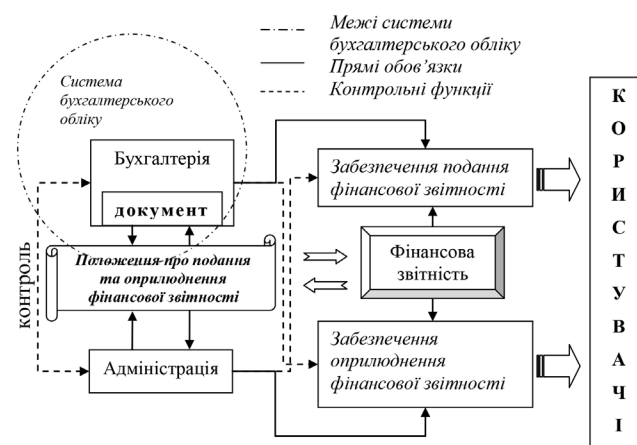 Межі системи
бухгалтерського обліку
Прямі обов’язки
Контрольні функції
Система
бухгалтерського
обліку
Бухгалтерія
документ
Положення про подання
та оприлюднення
фінансової звітності
контроль
Адміністрація
Забезпечення подання
фінансової звітності
Фінансова
звітність
Забезпечення
оприлюднення
фінансової звітності
К
О
Р
И
С
Т
У
В
А
Ч
І